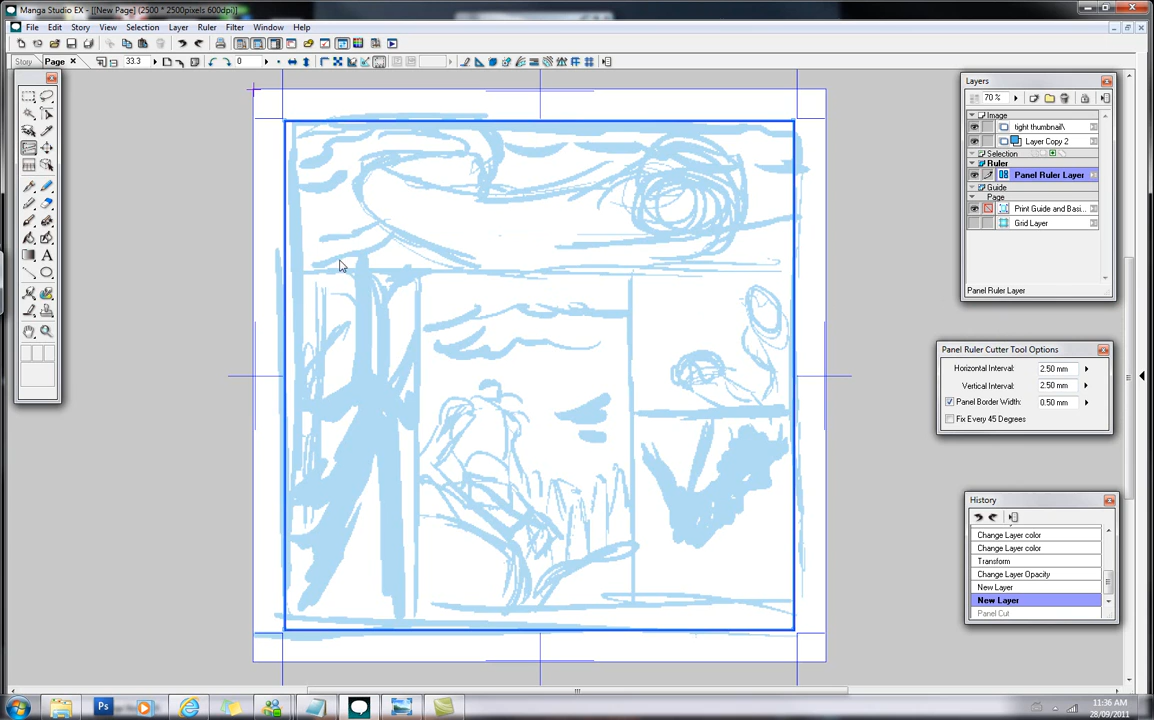 Manga Studio EX - [[New Page] (2500 * 2500pixels 600dpi)]
File Edit Story View Selection Layer Ruler Filter Window Help
Story Page 33.3 0
Layers
70 %
Image
tight thumbnail\
Layer Copy 2
Selection
Ruler
Panel Ruler Layer
Guide
Page
Print Guide and Basi...
Grid Layer
Panel Ruler Layer
Panel Ruler Cutter Tool Options
Horizontal Interval: 2.50 mm
Vertical Interval: 2.50 mm
Panel Border Width: 0.50 mm
Fix Every 45 Degrees
History
Change Layer color
Change Layer color
Transform
Change Layer Opacity
New Layer
New Layer
Panel Cut
Ps
11:36 AM
28/09/2011